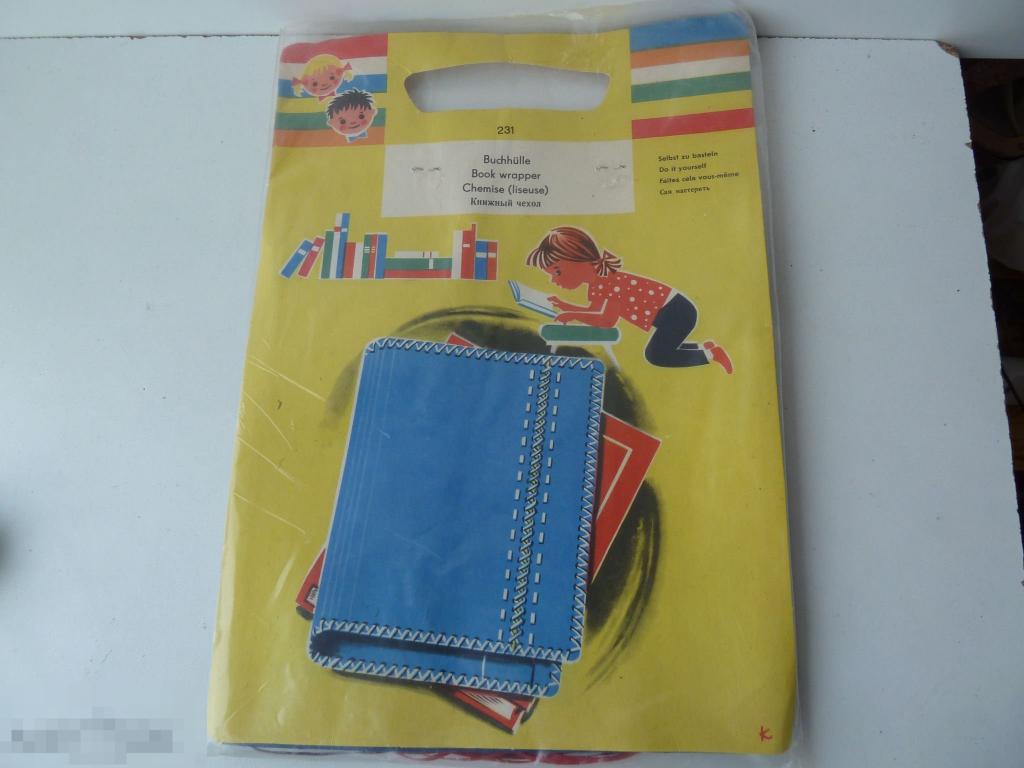 231
Buchhülle
Book wrapper
Chemise (liseuse)
Книжный чехол
Selbst zu basteln
Do it yourself
Faites cela vous-même
Сам мастерить
K